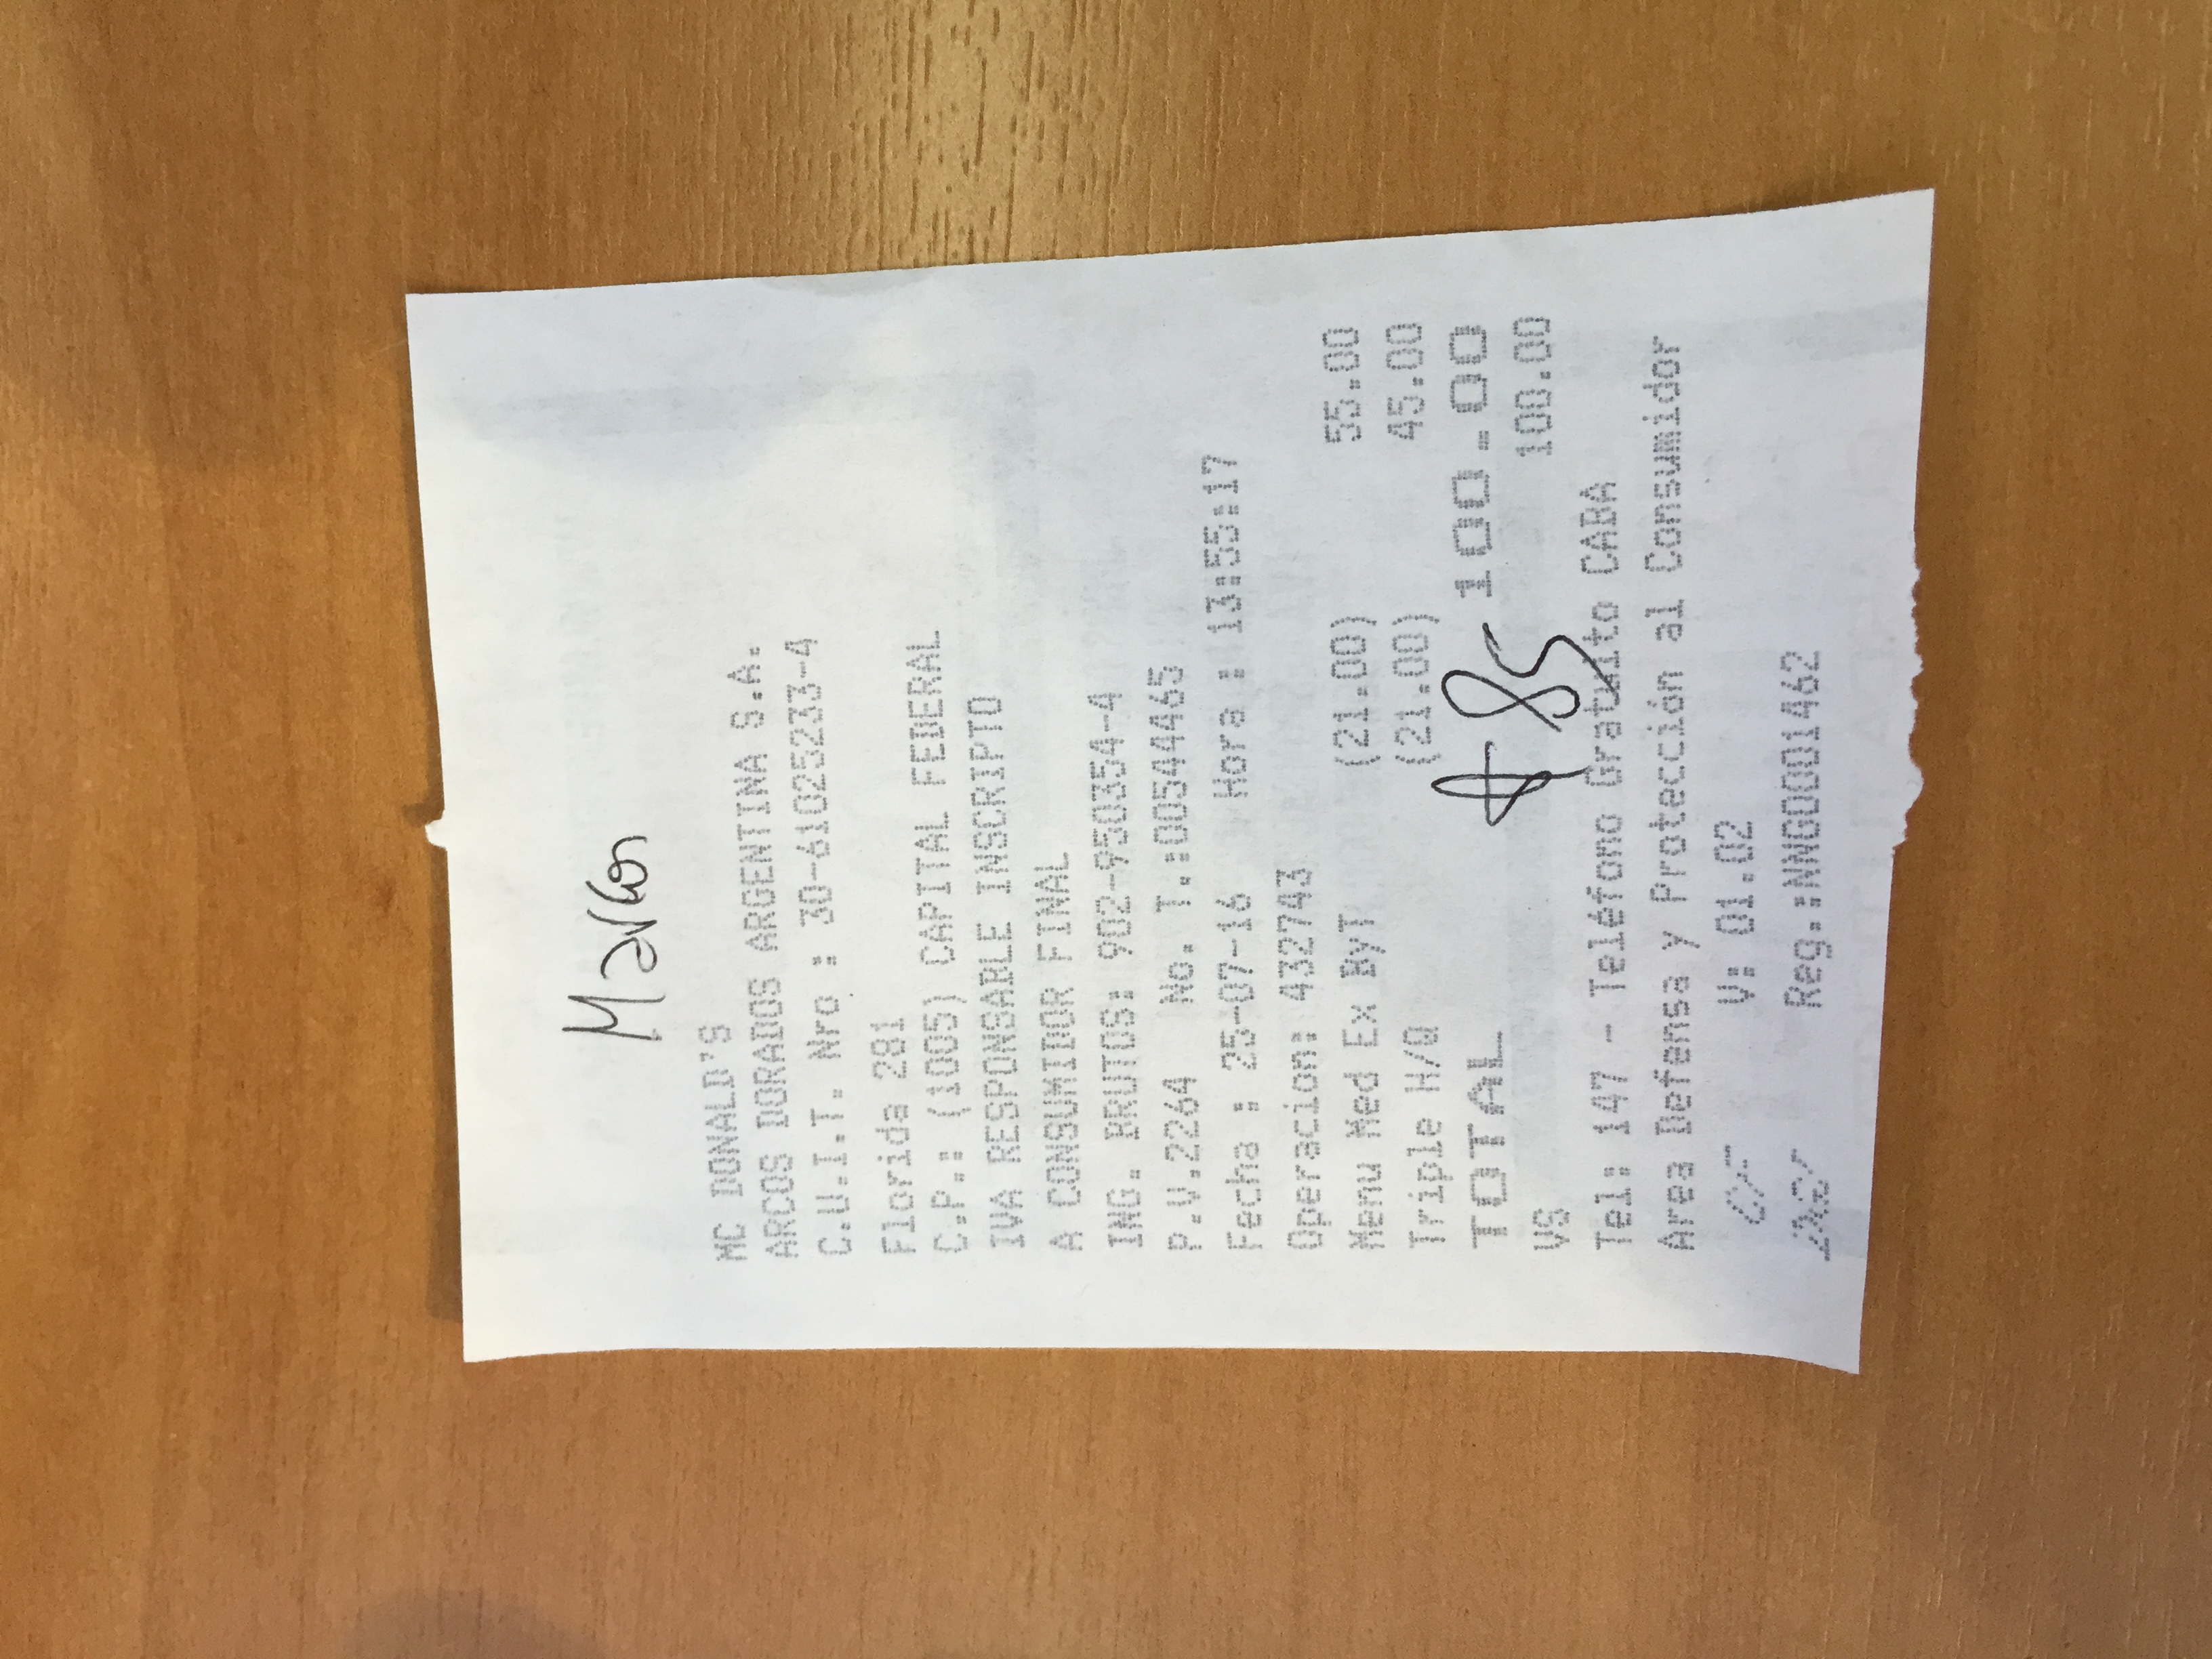 Marcos
MC DONALD'S
ARCOS DORADOS ARGENTINA S.A.
C.U.I.T. Nro : 30-61025233-4
Florida 281
C.P.: (1005) CAPITAL FEDERAL
IVA RESPONSABLE INSCRIPTO
A CONSUMIDOR FINAL
ING. BRUTOS: 902-950354-4
P.V.2264 No. T.:00544465
Fecha : 25-07-16 Hora : 13:55:17
Operacion: 432743
Menu Med Ex ByT (21.00) 55.00
Triple H/Q (21.00) 45.00
TOTAL 100.00
$ 85
VS 100.00
Tel: 147 - Teléfono Gratuito CABA
Area Defensa y Protección al Consumidor
CF V: 01.02
DGI Reg.:NNG0001462